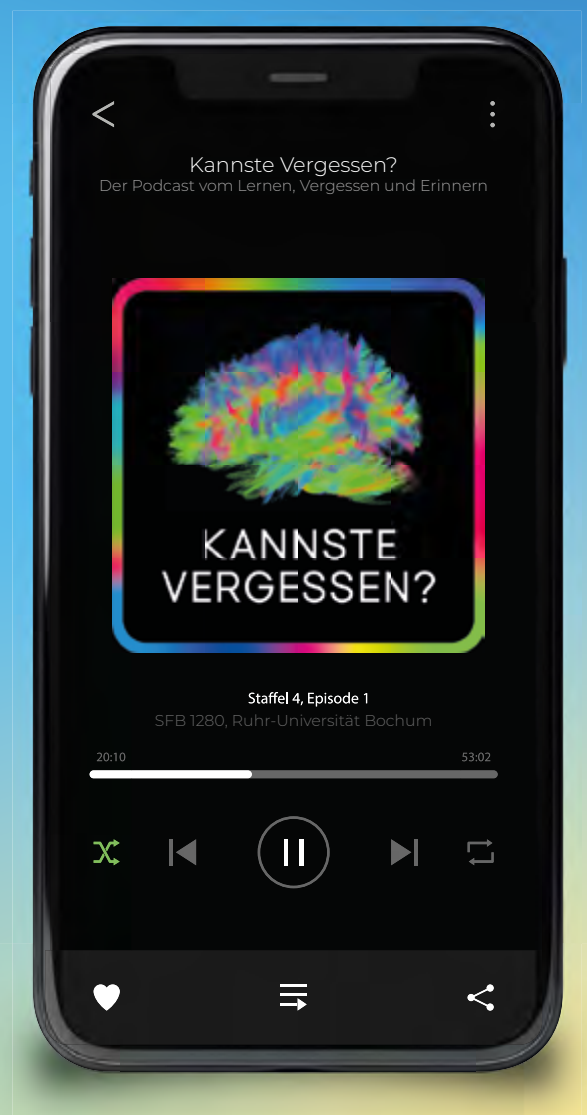 Kannste Vergessen?
Der Podcast vom Lernen, Vergessen und Erinnern
KANNSTE
VERGESSEN?
Staffel 4, Episode 1
SFB 1280, Ruhr-Universität Bochum
20:10 53:02